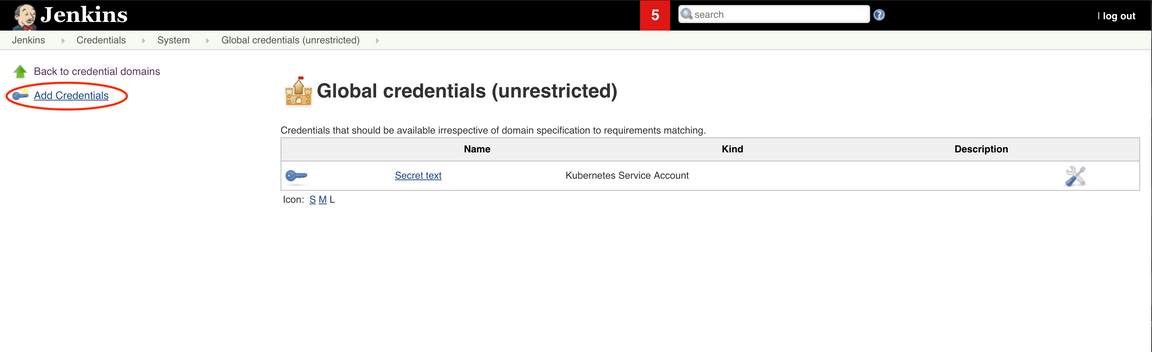 Jenkins 5 search ? | log out
Jenkins Credentials System Global credentials (unrestricted)
Back to credential domains
Add Credentials
Global credentials (unrestricted)
Credentials that should be available irrespective of domain specification to requirements matching.
Name Kind Description
Secret text Kubernetes Service Account
Icon: S M L